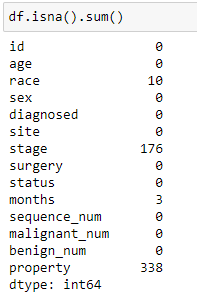 df.isna().sum()
id 0
age 0
race 10
sex 0
diagnosed 0
site 0
stage 176
surgery 0
status 0
months 3
sequence_num 0
malignant_num 0
benign_num 0
property 338
dtype: int64